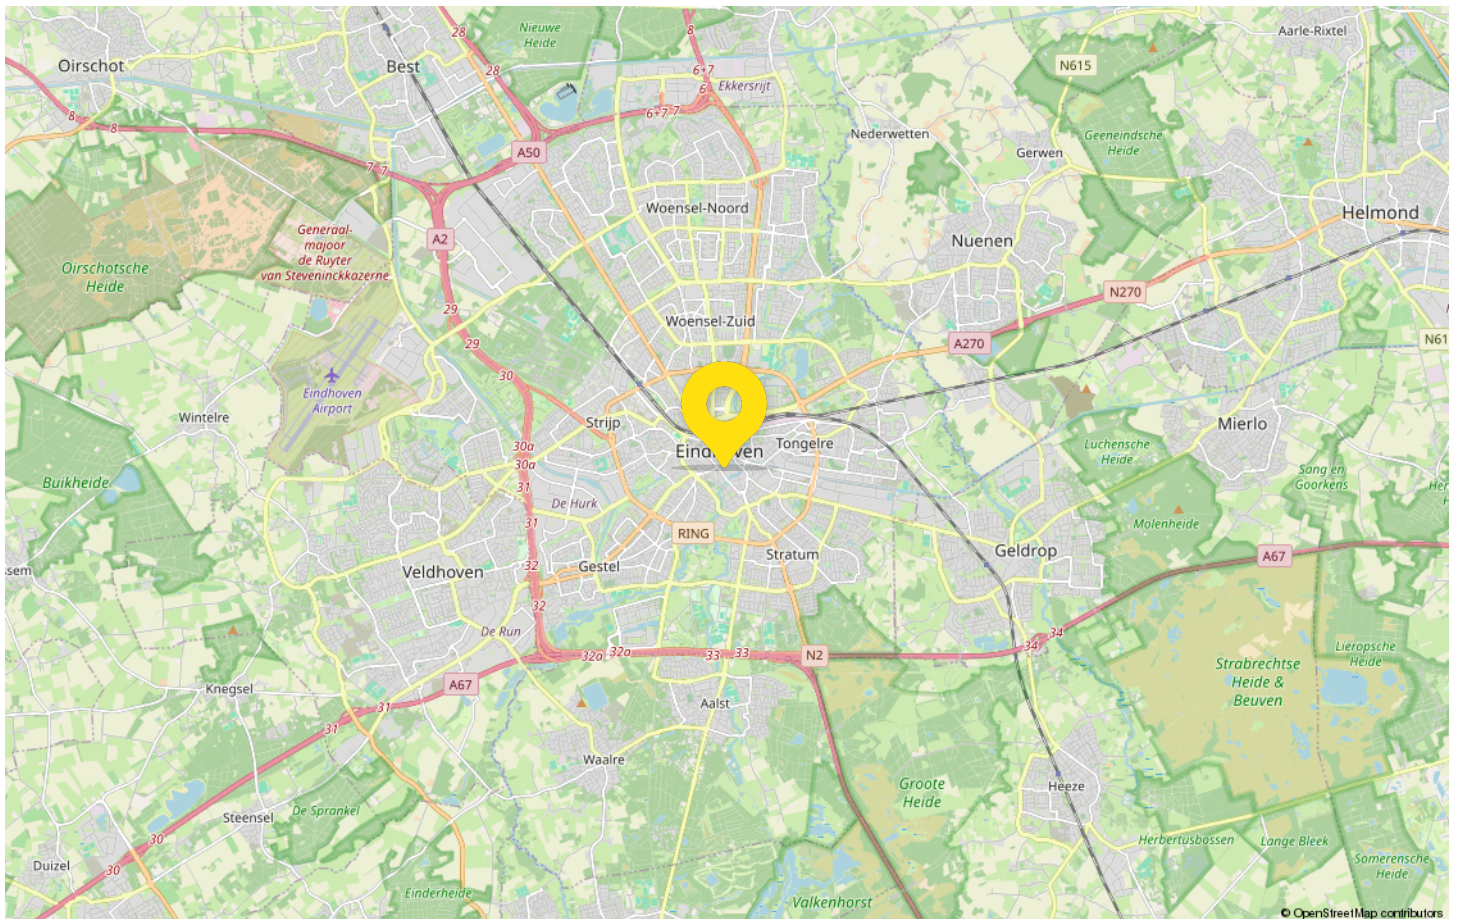 28
8
Nieuwe
Heide
Aarle-Rixtel
Oirschot
Best
28
6+7
N615
6
Ekkersrijt
8
8
6+7 7
Nederwetten
Geeneindsche
Heide
A50
Gerwen
7 7
Woensel-Noord
Helmond
Generaal-
majoor
de Ruyter
van Steveninckkazerne
A2
Nuenen
Oirschotsche
Heide
N270
29
Woensel-Zuid
29
A270
N61
30
Eindhoven
Airport
Wintelre
Strijp
Mierlo
30a
Eindhoven
Tongelre
Luchensche
Heide
30a
Buikheide
31
Sang en
Goorkens
Her
De Hurk
31
Molenheide
RING
Stratum
Geldrop
A67
ssem
Veldhoven
32
Gestel
32
De Run
34
34
Lieropsche
Heide
32a
32a
33
33
N2
Strabrechtse
Heide &
Beuven
Knegsel
A67
31
31
Aalst
Waalre
Groote
Heide
Heeze
De Sprankel
Steensel
30
Herbertusbossen
Lange Bleek
Duizel
30
Somerensche
Heide
Einderheide
Valkenhorst
© OpenStreetMap contributors